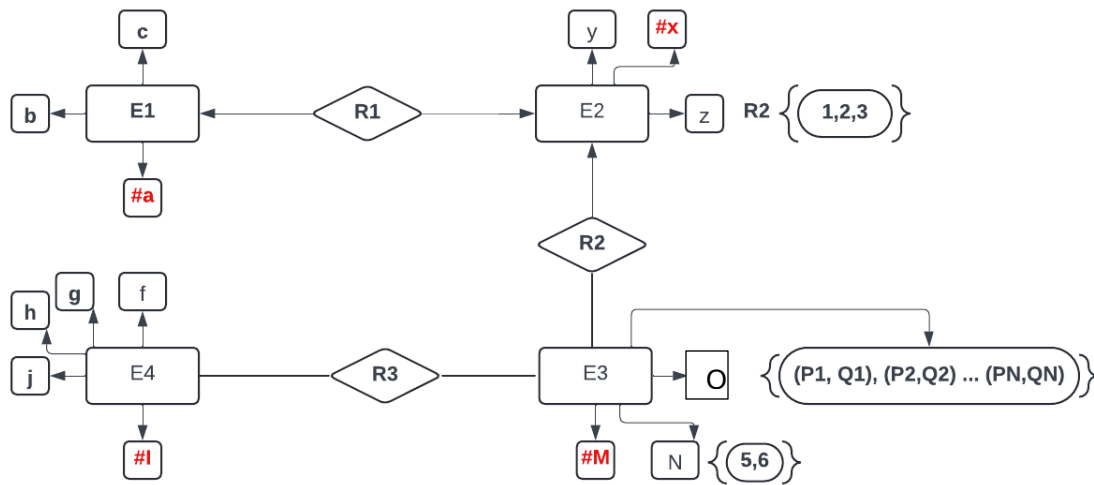 c
y
#x
b
E1
R1
E2
z
R2
{
1,2,3
}
#a
R2
h
g
f
j
E4
R3
E3
O
{
(P1, Q1), (P2,Q2) ... (PN,QN)
}
#I
#M
N
{
5,6
}